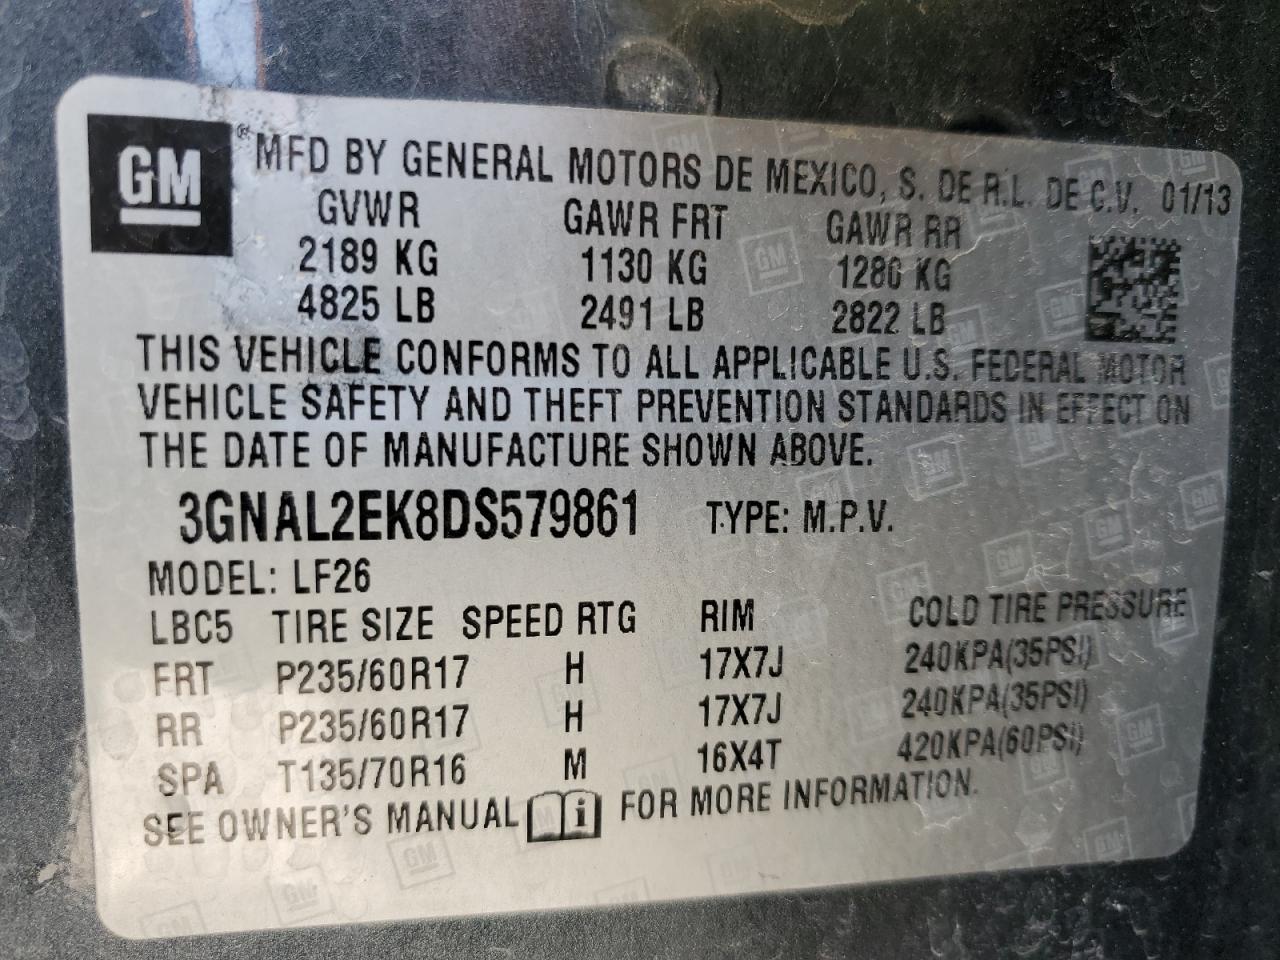 GM ® MFD BY GENERAL MOTORS DE MEXICO, S. DE R.L. DE C.V. 01/13
GVWR GAWR FRT GAWR RR
2189 KG 1130 KG 1280 KG
4825 LB 2491 LB 2822 LB
THIS VEHICLE CONFORMS TO ALL APPLICABLE U.S. FEDERAL MOTOR
VEHICLE SAFETY AND THEFT PREVENTION STANDARDS IN EFFECT ON
THE DATE OF MANUFACTURE SHOWN ABOVE.
3GNAL2EK8DS579861 TYPE: M.P.V.
MODEL: LF26
LBC5 TIRE SIZE SPEED RTG RIM COLD TIRE PRESSURE
FRT P235/60R17 H 17X7J 240KPA(35PSI)
RR P235/60R17 H 17X7J 240KPA(35PSI)
SPA T135/70R16 M 16X4T 420KPA(60PSI)
SEE OWNER'S MANUAL i FOR MORE INFORMATION.